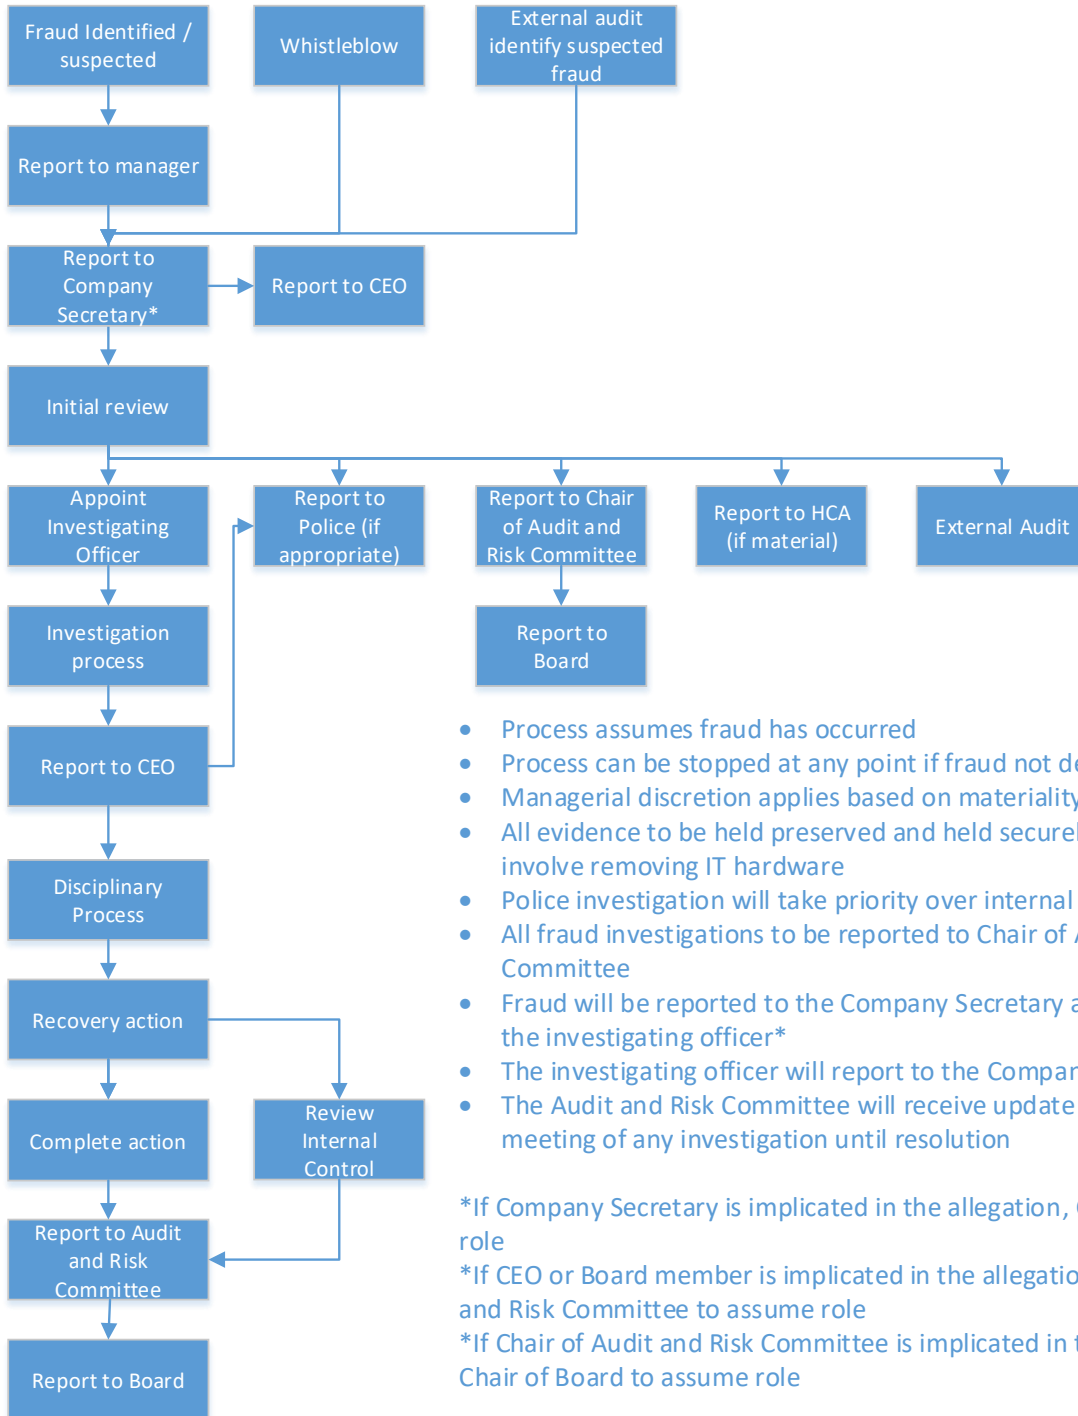 Fraud Identified /
suspected
Whistleblow
External audit
identify suspected
fraud
Report to manager
Report to
Company
Secretary*
Report to CEO
Initial review
Appoint
Investigating
Officer
Report to
Police (if
appropriate)
Report to Chair
of Audit and
Risk Committee
Report to HCA
(if material)
External Audit
Investigation
process
Report to
Board
Report to CEO
Disciplinary
Process
Recovery action
Complete action
Review
Internal
Control
Report to Audit
and Risk
Committee
Report to Board
• Process assumes fraud has occurred
• Process can be stopped at any point if fraud not
• Managerial discretion applies based on materiality
• All evidence to be held preserved and held
involve removing IT hardware
• Police investigation will take priority over internal
• All fraud investigations to be reported to Chair of
Committee
• Fraud will be reported to the Company Secretary
the investigating officer*
• The investigating officer will report to the
• The Audit and Risk Committee will receive update
meeting of any investigation until resolution
*If Company Secretary is implicated in the allegation,
role
*If CEO or Board member is implicated in the
and Risk Committee to assume role
*If Chair of Audit and Risk Committee is implicated in
Chair of Board to assume role